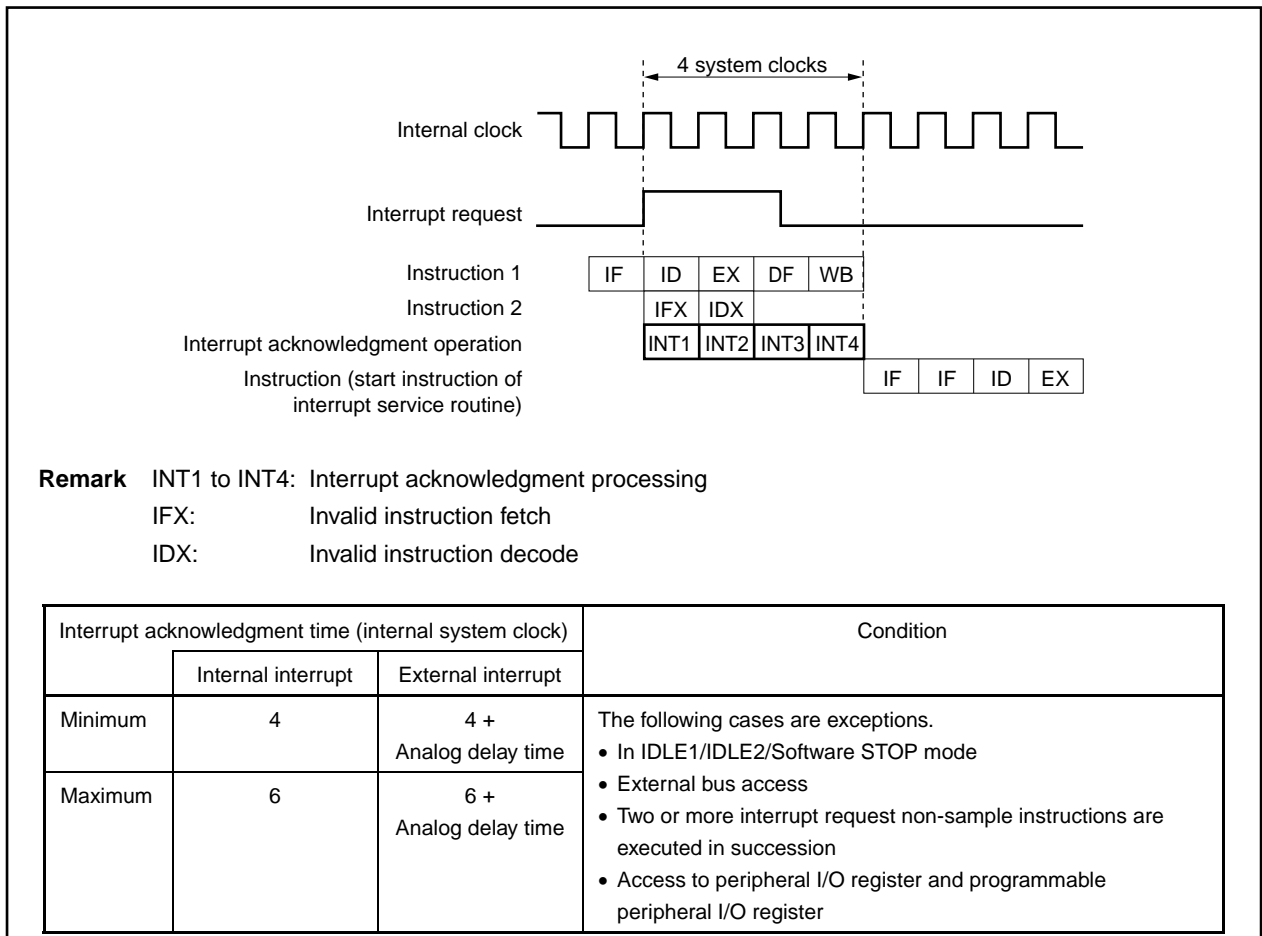 4 system clocks
Internal clock
Interrupt request
Instruction 1 IF ID EX DF WB
Instruction 2 IFX IDX
Interrupt acknowledgment operation INT1 INT2 INT3 INT4
Instruction (start instruction of
interrupt service routine) IF IF ID EX
Remark INT1 to INT4: Interrupt acknowledgment processing
IFX: Invalid instruction fetch
IDX: Invalid instruction decode
Interrupt acknowledgment time (internal system clock) Condition
Internal interrupt External interrupt
Minimum 4 4 +
Analog delay time
Maximum 6 6 +
Analog delay time
The following cases are exceptions.
• In IDLE1/IDLE2/Software STOP mode
• External bus access
• Two or more interrupt request non-sample instructions are
executed in succession
• Access to peripheral I/O register and programmable
peripheral I/O register